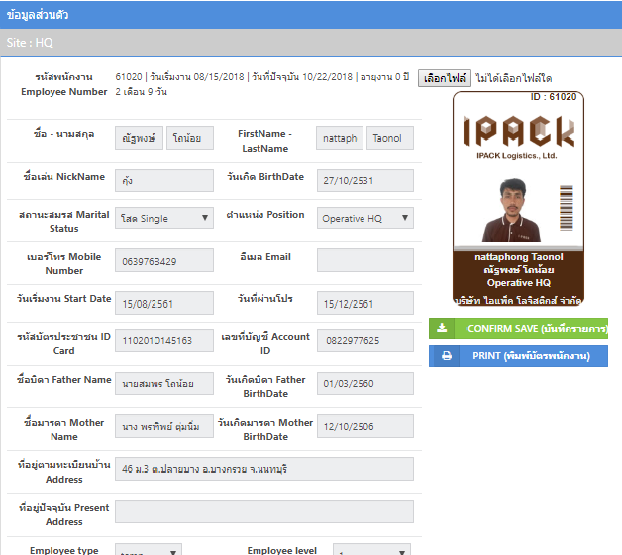 ข้อมูลส่วนตัว
Site : HQ
รหัสพนักงาน
Employee Number
61020 | วันเริ่มงาน 08/15/2018 | วันที่ปัจจุบัน 10/22/2018 | อายุงาน 0 ปี
2 เดือน 9 วัน
เลือกไฟล์ ไม่ได้เลือกไฟล์ใด
ID : 61020
IPACK
IPACK Logistics., Ltd.
nattaphong Taonol
ณัฐพงษ์ โถน้อย
Operative HQ
บริษัท ไอแพ็ค โลจิสติกส์ จำกัด
CONFIRM SAVE (บันทึกรายการ)
PRINT (พิมพ์บัตรพนักงาน)
ชื่อ - นามสกุล ณัฐพงษ์ โถน้อย FirstName - LastName nattaph Taonol
ชื่อเล่น NickName กุ้ง วันเกิด BirthDate 27/10/2531
สถานะสมรส Marital Status โสด Single ตำแหน่ง Position Operative HQ
เบอร์โทร Mobile Number 0639763429 อีเมล Email
วันเริ่มงาน Start Date 15/08/2561 วันที่ผ่านโปร 15/12/2561
รหัสบัตรประชาชน ID Card 1102010145163 เลขที่บัญชี Account ID 0822977625
ชื่อบิดา Father Name นายสมพร โถน้อย วันเกิดบิดา Father BirthDate 01/03/2560
ชื่อมารดา Mother Name นาง พรทิพย์ ตุ่มนิ่ม วันเกิดมารดา Mother BirthDate 12/10/2506
ที่อยู่ตามทะเบียนบ้าน Address 46 ม.3 ต.ปลายบาง อ.บางกรวย จ.นนทบุรี
ที่อยู่ปัจจุบัน Present Address
Employee type Employee level